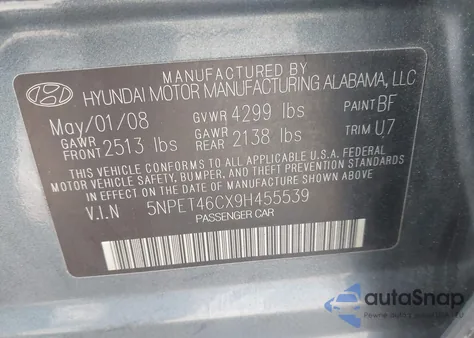 MANUFACTURED BY
HYUNDAI MOTOR MANUFACTURING ALABAMA, LLC
May/01/08 GVWR 4299 lbs PAINT BF
GAWR FRONT 2513 lbs GAWR REAR 2138 lbs TRIM U7
THIS VEHICLE CONFORMS TO ALL APPLICABLE U.S.A. FEDERAL
MOTOR VEHICLE SAFETY, BUMPER, AND THEFT PREVENTION
STANDARDS IN EFFECT ON THE DATE OF MANUFACTURE SHOWN ABOVE.
V.I.N 5NPET46CX9H455539
PASSENGER CAR
autoSnap